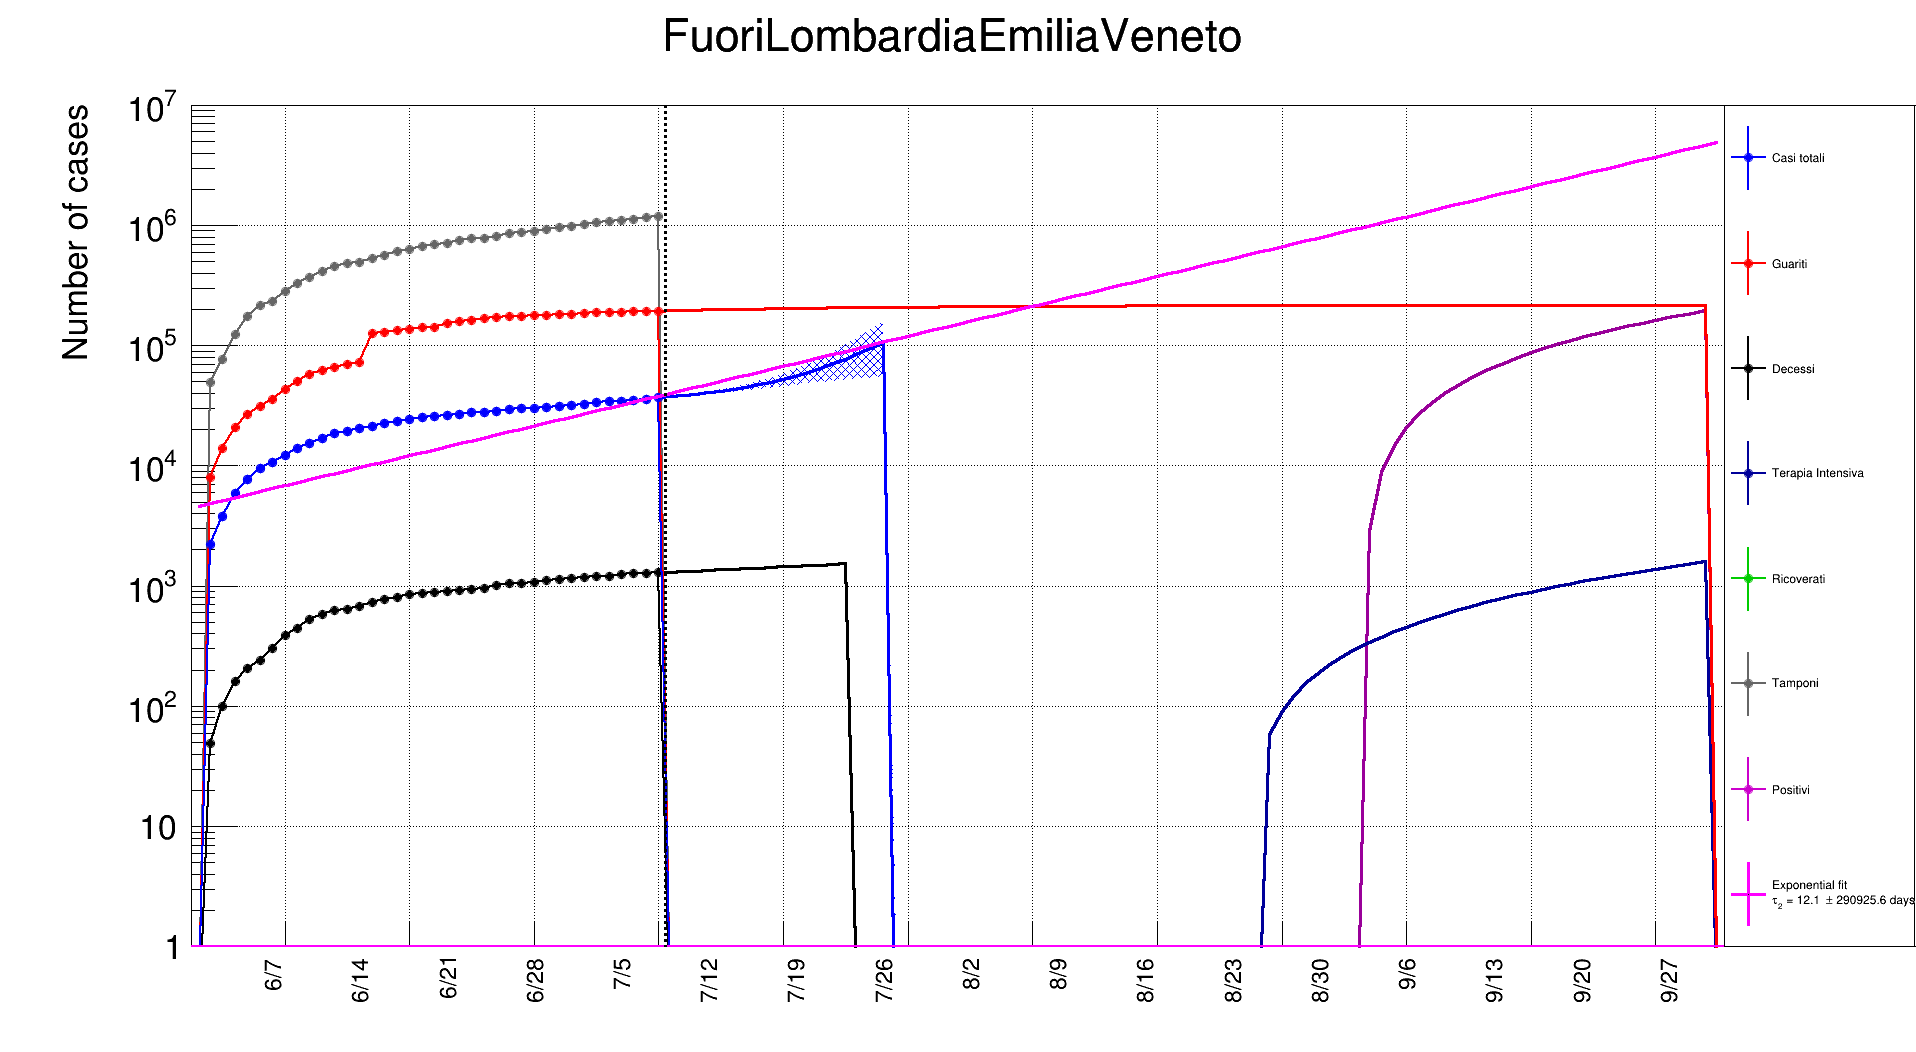 FuoriLombardiaEmiliaVeneto
Number of cases
10^7
10^6
10^5
10^4
10^3
10^2
10
1
6/7
6/14
6/21
6/28
7/5
7/12
7/19
7/26
8/2
8/9
8/16
8/23
8/30
9/6
9/13
9/20
9/27
Casi totali
Guariti
Decessi
Terapia Intensiva
Ricoverati
Tamponi
Positivi
Exponential fit
τ_2 = 12.1 ± 290925.6 days